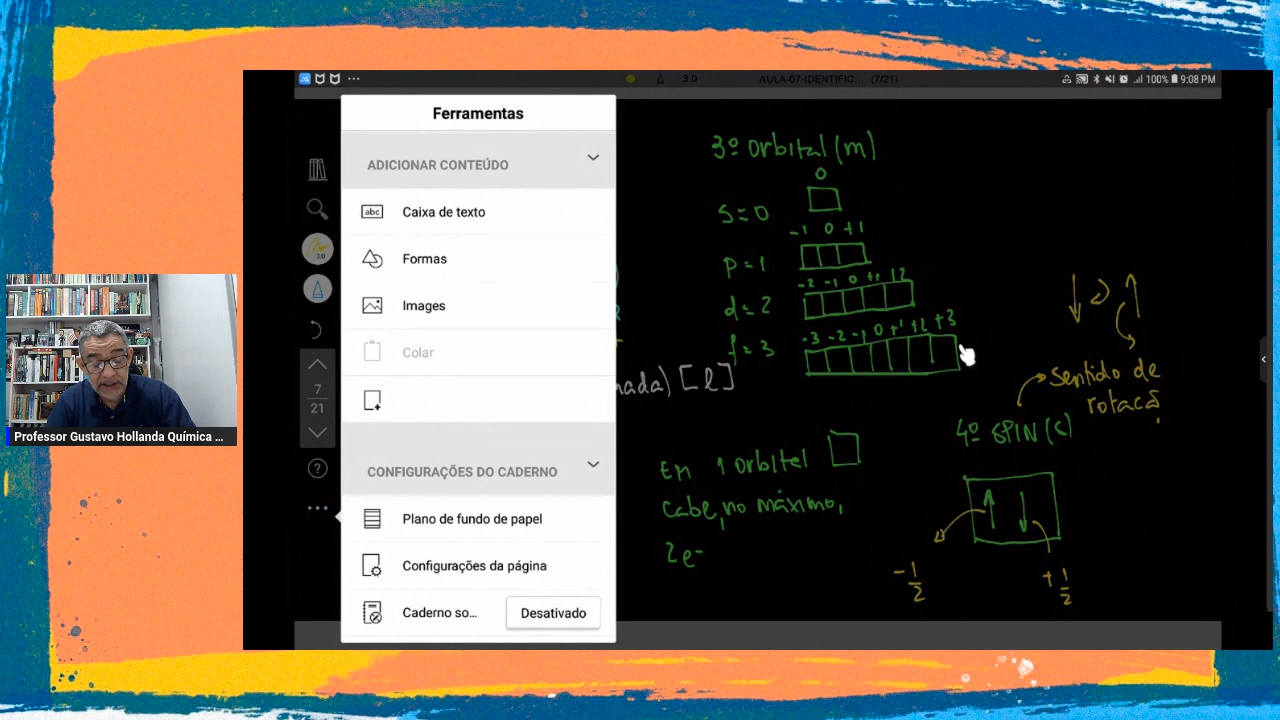 3.0
AULA-07-IDENTIFIC... (7/21)
100%
9:08 PM
Ferramentas
ADICIONAR CONTEÚDO
abc
Caixa de texto
Formas
Images
Colar
CONFIGURAÇÕES DO CADERNO
Plano de fundo de papel
Configurações da página
Caderno so...
Desativado
3.0
7
21
?
Professor Gustavo Hollanda Química ...
3º orbital (m)
0
S=0
-1 0 +1
p=1
-2 -1 0 +1 +2
d=2
-3 -2 -1 0 +1 +2 +3
f=3
mada) [l]
Em 1 orbital
cabe, no máximo,
2e-
sentido de
rotação
4º SPIN (s)
-1/2
+1/2